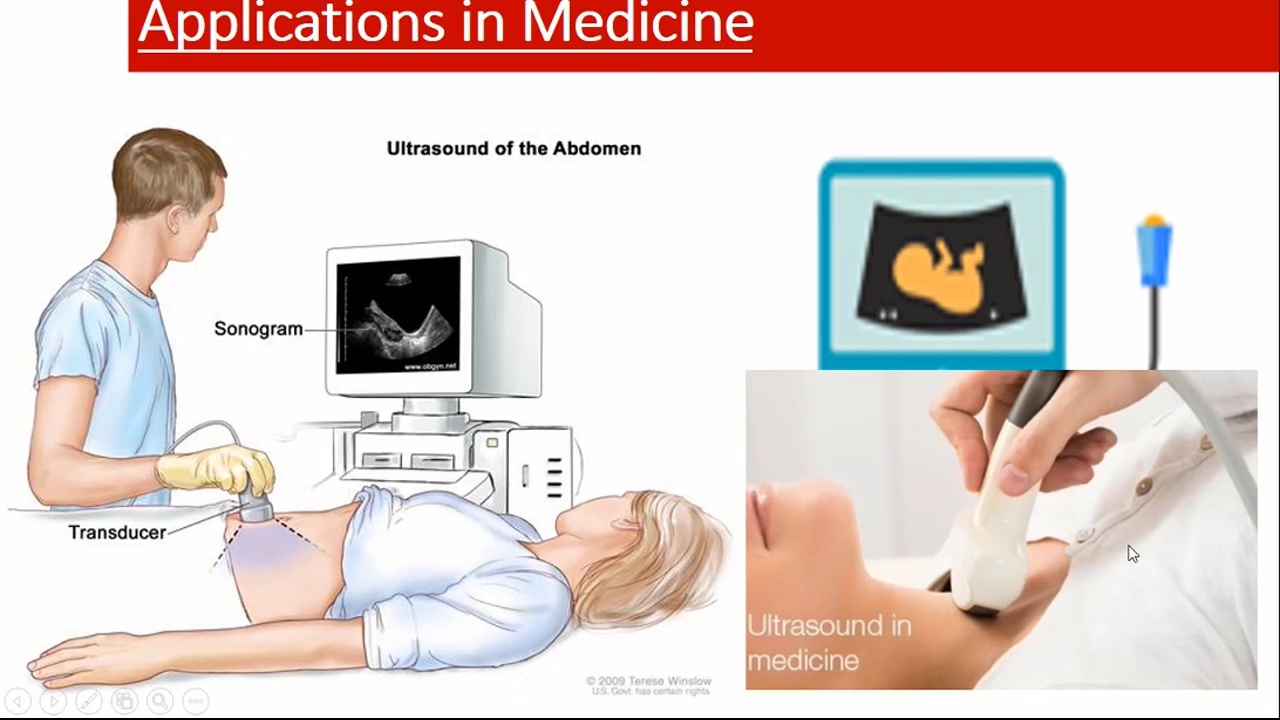 Applications in Medicine
Ultrasound of the Abdomen
Sonogram
www.obgyn.net
Transducer
Ultrasound in
medicine
© 2009 Terese Winslow
U.S. Govt. has certain rights